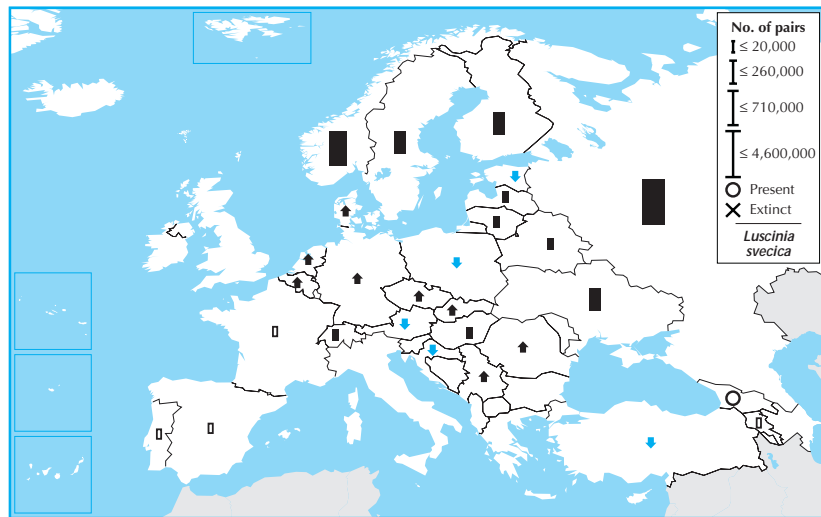 No. of pairs
≤ 20,000
≤ 260,000
≤ 710,000
≤ 4,600,000
Present
Extinct
Luscinia
svecica